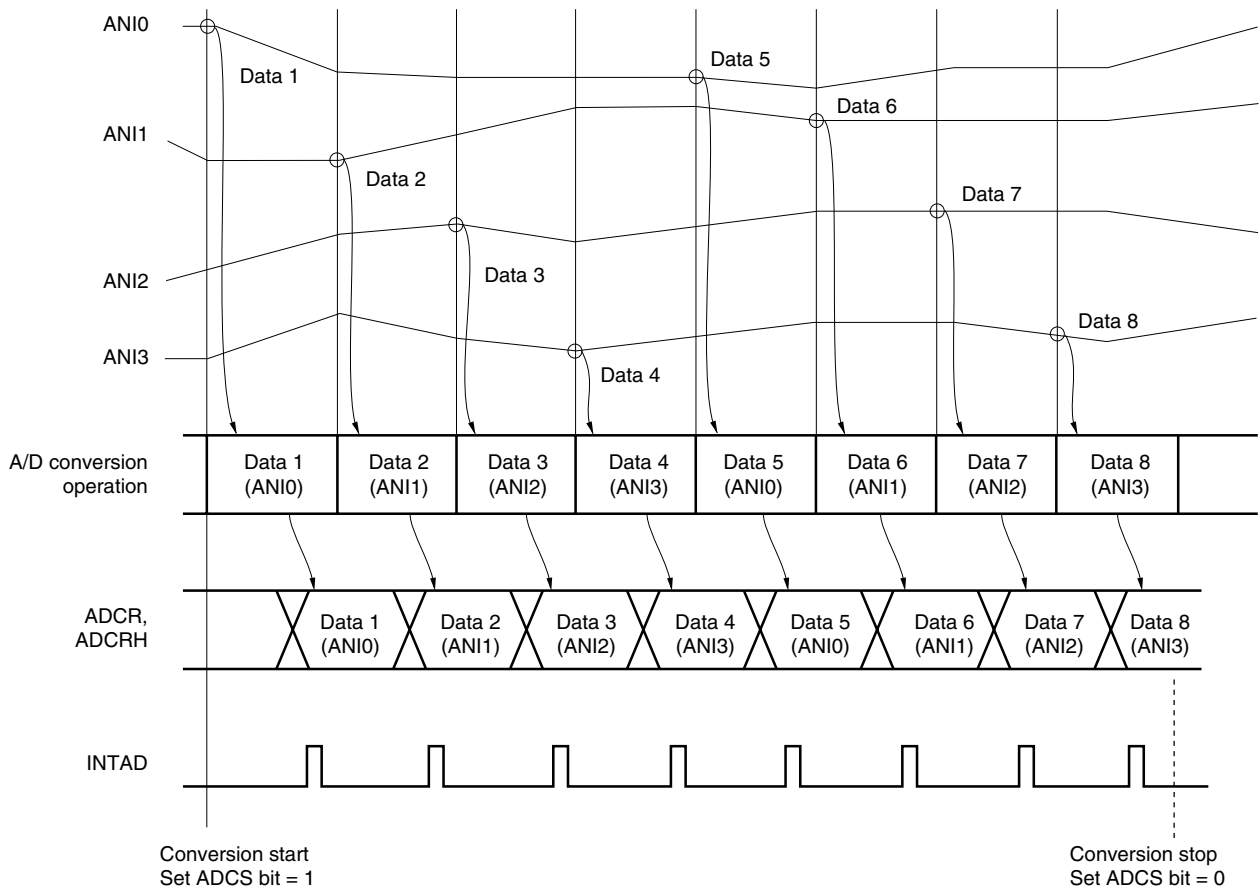 ANI0
Data 1
Data 5
Data 6
ANI1
Data 2
Data 7
ANI2
Data 3
Data 8
ANI3
Data 4
A/D conversion
operation
Data 1
(ANI0)
Data 2
(ANI1)
Data 3
(ANI2)
Data 4
(ANI3)
Data 5
(ANI0)
Data 6
(ANI1)
Data 7
(ANI2)
Data 8
(ANI3)
ADCR,
ADCRH
Data 1
(ANI0)
Data 2
(ANI1)
Data 3
(ANI2)
Data 4
(ANI3)
Data 5
(ANI0)
Data 6
(ANI1)
Data 7
(ANI2)
Data 8
(ANI3)
INTAD
Conversion start
Set ADCS bit = 1
Conversion stop
Set ADCS bit = 0